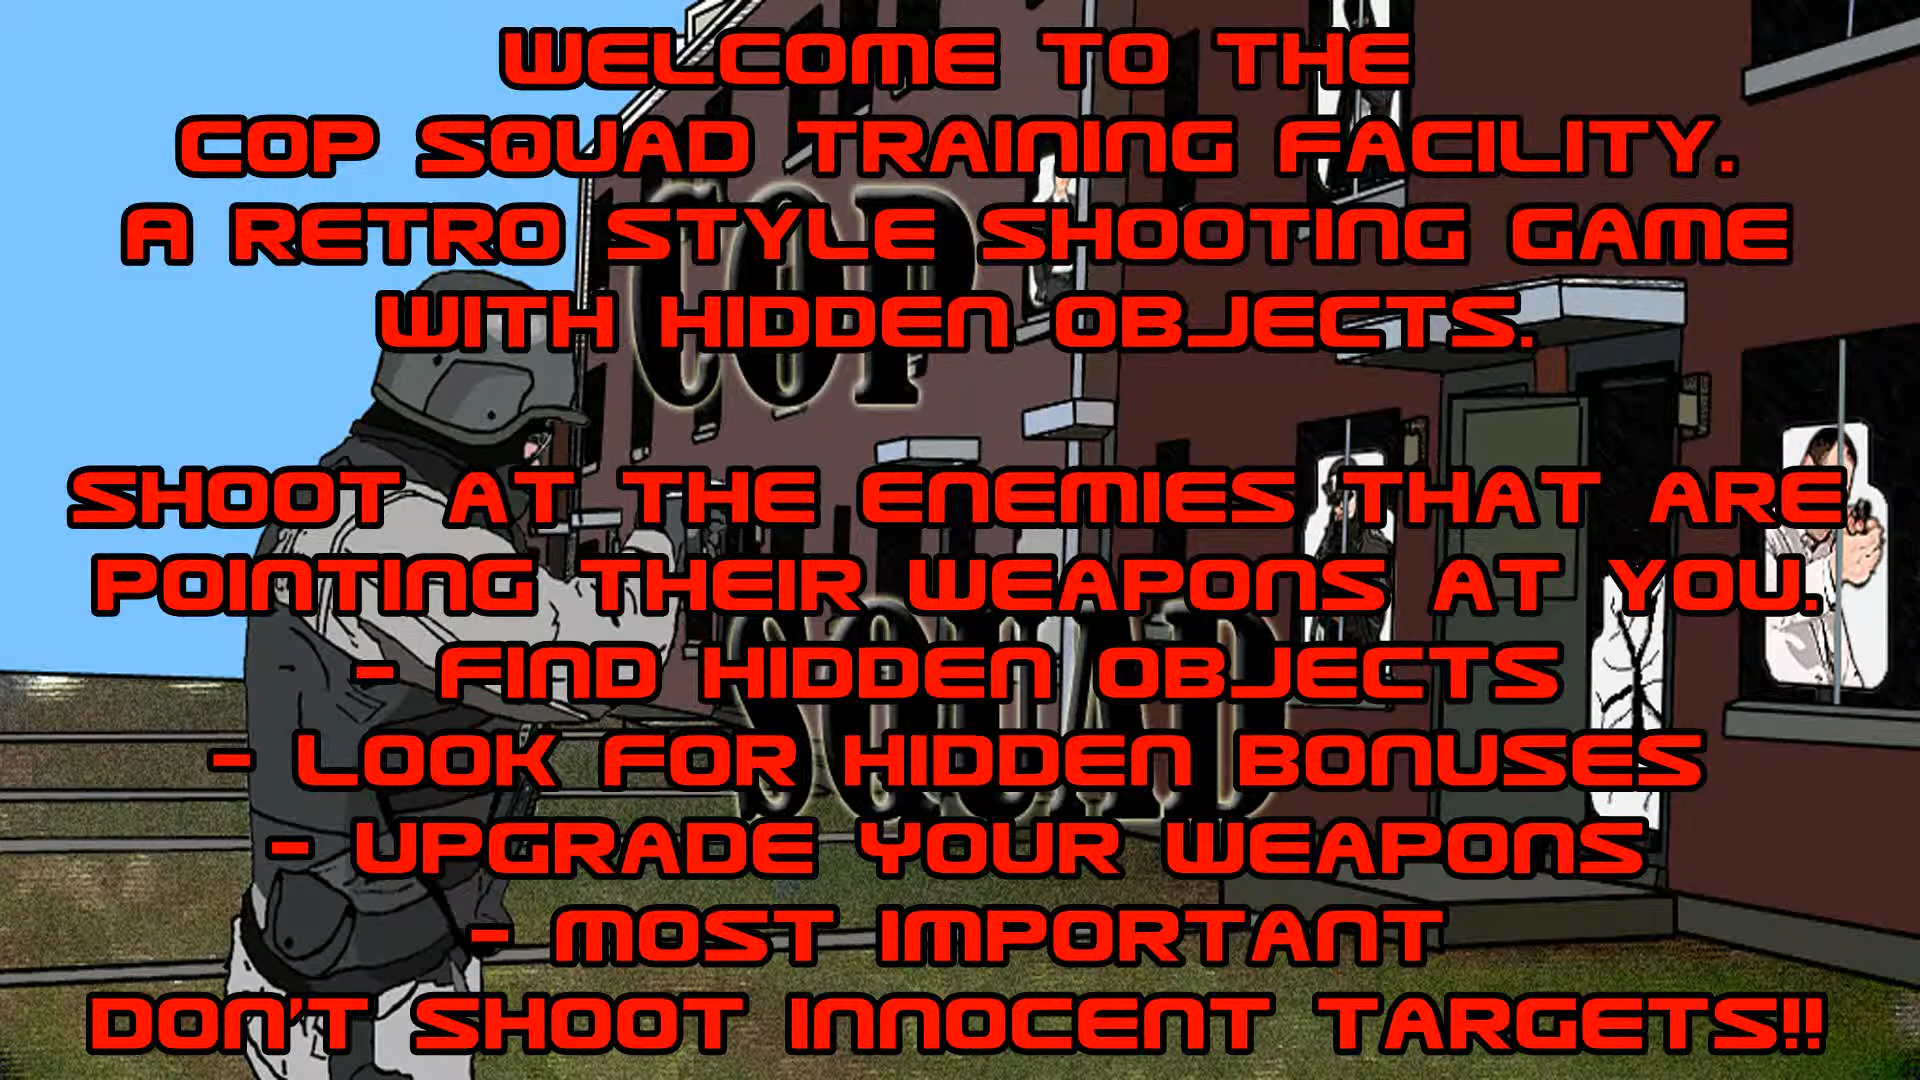 WELCOME TO THE
COP SQUAD TRAINING FACILITY.
A RETRO STYLE SHOOTING GAME
WITH HIDDEN OBJECTS.
COP
SHOOT AT THE ENEMIES THAT ARE
POINTING THEIR WEAPONS AT YOU.
- FIND HIDDEN OBJECTS
SQUAD
- LOOK FOR HIDDEN BONUSES
- UPGRADE YOUR WEAPONS
- MOST IMPORTANT
DON'T SHOOT INNOCENT TARGETS!!